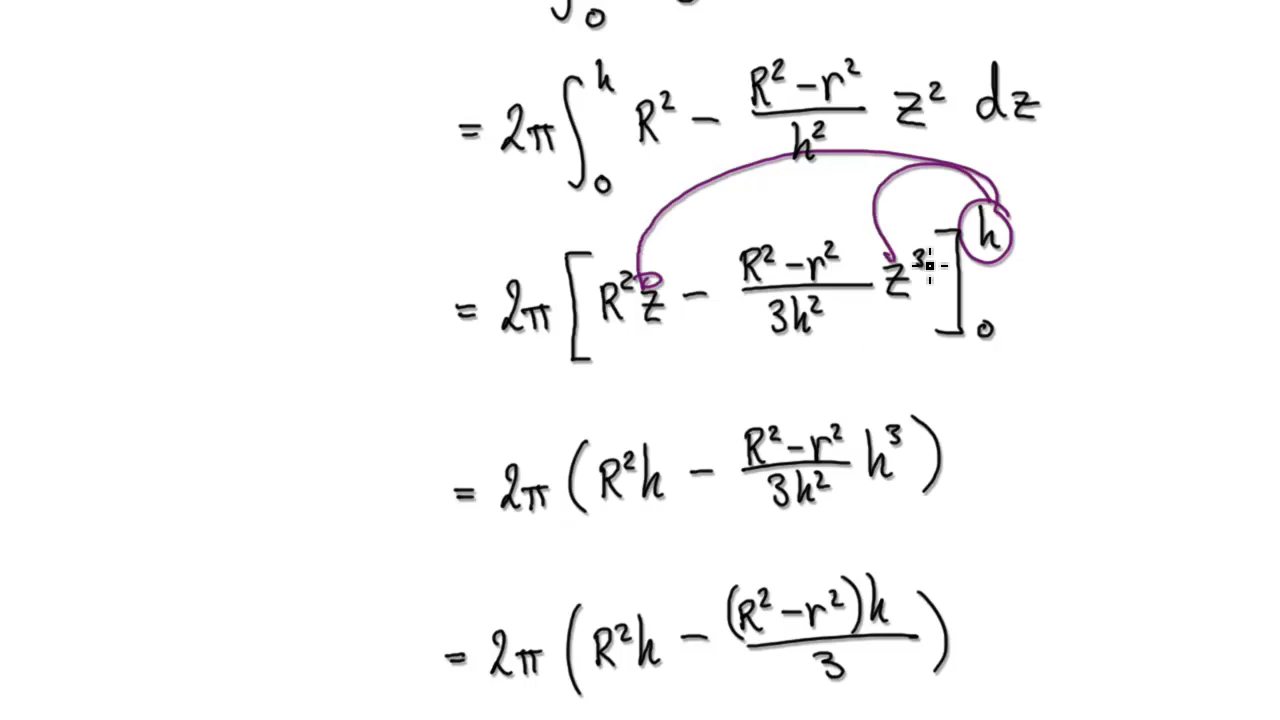 ∫₀
= 2π ∫₀ʰ R² − (R² − r²)/h² z² dz
= 2π [R²z − (R² − r²)/(3h²) z³]₀ʰ
= 2π (R²h − (R² − r²)/(3h²) h³)
= 2π (R²h − ((R² − r²)h)/3)